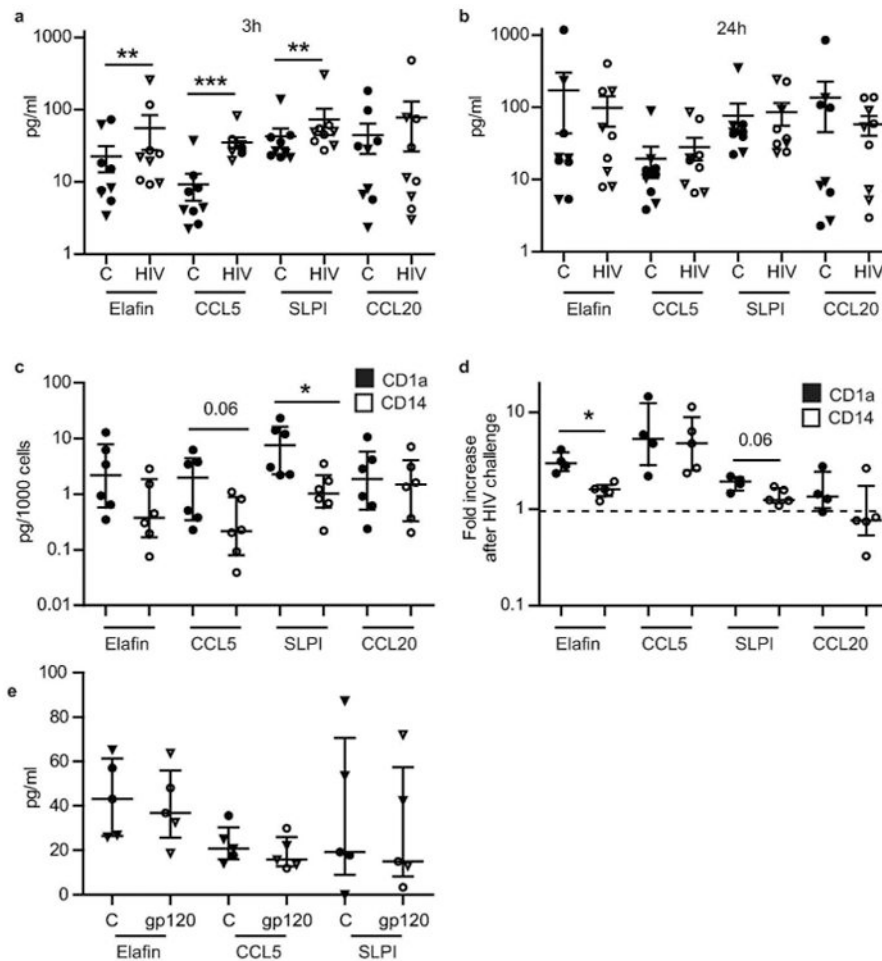 a
3h
1000
100
10
1
pg/ml
** *** **
C HIV C HIV C HIV C HIV
Elafin CCL5 SLPI CCL20
b
24h
1000
100
10
1
pg/ml
C HIV C HIV C HIV C HIV
Elafin CCL5 SLPI CCL20
c
100
10
1
0.1
0.01
pg/1000 cells
0.06 *
CD1a
CD14
Elafin CCL5 SLPI CCL20
d
10
1
0.1
Fold increase
after HIV challenge
* 0.06
CD1a
CD14
Elafin CCL5 SLPI CCL20
e
100
80
60
40
20
0
pg/ml
C gp120 C gp120 C gp120
Elafin CCL5 SLPI